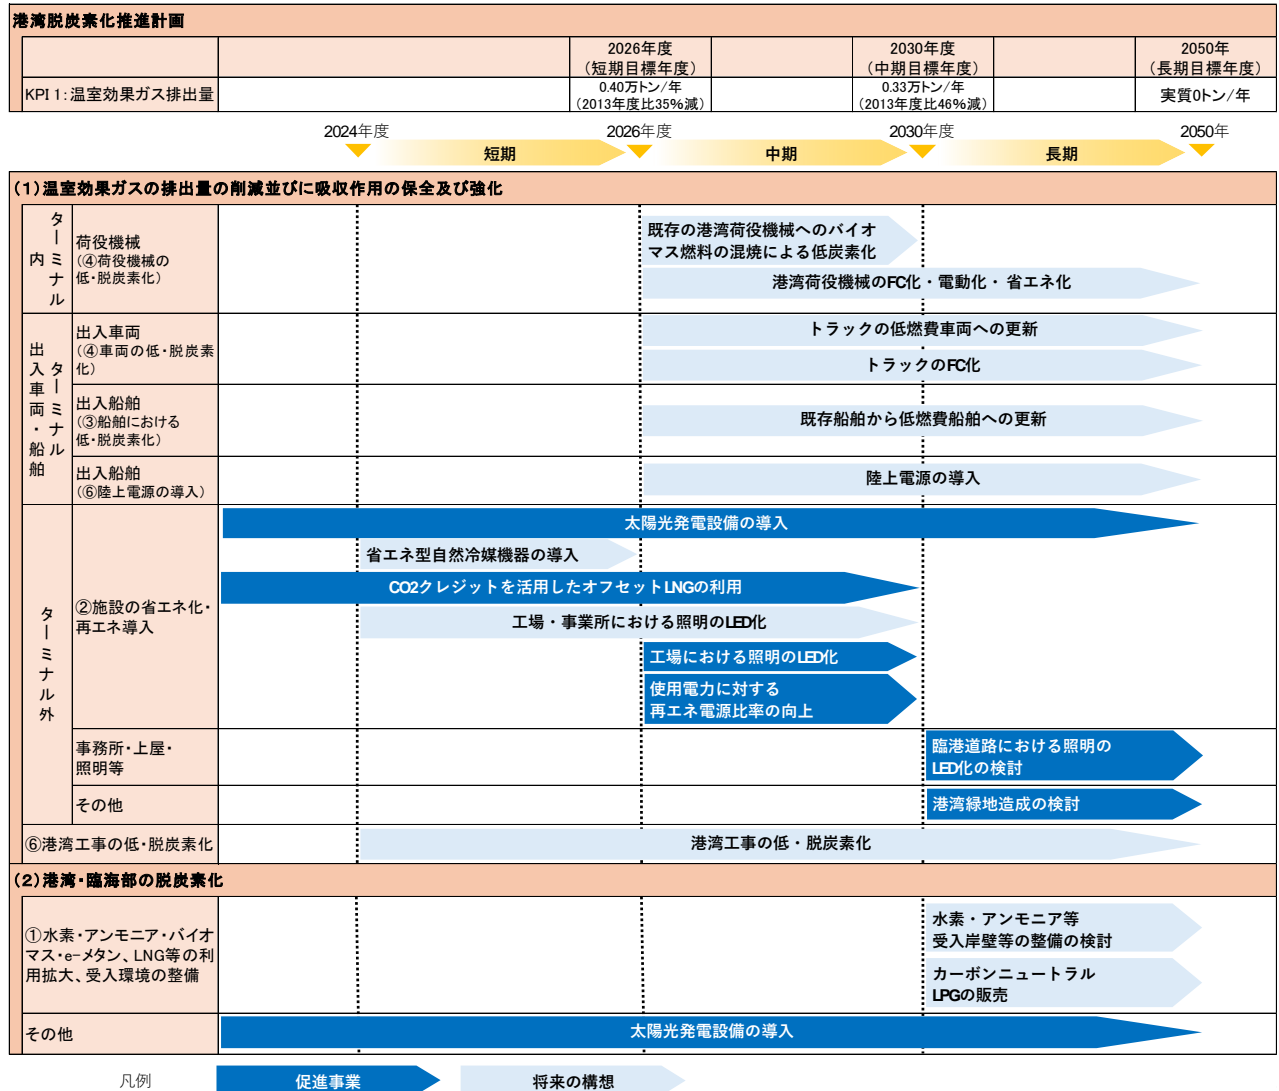 港湾脱炭素化推進計画
2026年度
（短期目標年度）
2030年度
（中期目標年度）
2050年
（長期目標年度）
KPI 1：温室効果ガス排出量
0.40万トン/年
（2013年度比35％減）
0.33万トン/年
（2013年度比46％減）
実質0トン/年
2024年度
2026年度
2030年度
2050年
短期
中期
長期
（1）温室効果ガスの排出量の削減並びに吸収作用の保全及び強化
ターミナル内
荷役機械
（④荷役機械の
低・脱炭素化）
既存の港湾荷役機械へのバイオ
マス燃料の混焼による低炭素化
港湾荷役機械のFC化・電動化・ 省エネ化
ターミナル
出入車両・船舶
出入車両
（④車両の低・脱炭素
化）
トラックの低燃費車両への更新
トラックのFC化
出入船舶
（③船舶における
低・脱炭素化）
既存船舶から低燃費船舶への更新
出入船舶
（⑥陸上電源の導入）
陸上電源の導入
ターミナル外
②施設の省エネ化・
再エネ導入
太陽光発電設備の導入
省エネ型自然冷媒機器の導入
CO2クレジットを活用したオフセットLNGの利用
工場・事業所における照明のLED化
工場における照明のLED化
使用電力に対する
再エネ電源比率の向上
事務所・上屋・
照明等
臨港道路における照明の
LED化の検討
その他
港湾緑地造成の検討
⑥港湾工事の低・脱炭素化
港湾工事の低・脱炭素化
（2）港湾・臨海部の脱炭素化
①水素・アンモニア・バイオ
マス・e-メタン、LNG等の利
用拡大、受入環境の整備
水素・アンモニア等
受入岸壁等の整備の検討
カーボンニュートラル
LPGの販売
その他
太陽光発電設備の導入
凡例
促進事業
将来の構想